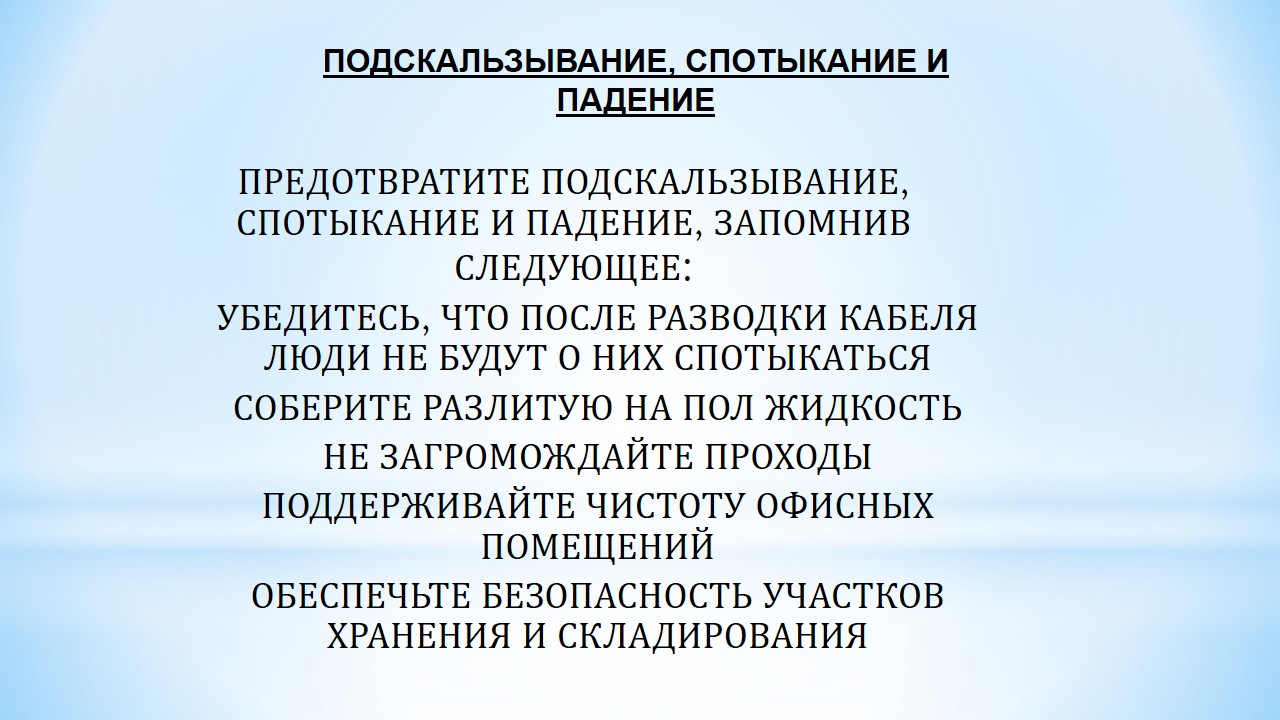 ПОДСКАЛЬЗЫВАНИЕ, СПОТЫКАНИЕ И
ПАДЕНИЕ
ПРЕДОТВРАТИТЕ ПОДСКАЛЬЗЫВАНИЕ,
СПОТЫКАНИЕ И ПАДЕНИЕ, ЗАПОМНИВ
СЛЕДУЮЩЕЕ:
УБЕДИТЕСЬ, ЧТО ПОСЛЕ РАЗВОДКИ КАБЕЛЯ
ЛЮДИ НЕ БУДУТ О НИХ СПОТЫКАТЬСЯ
СОБЕРИТЕ РАЗЛИТУЮ НА ПОЛ ЖИДКОСТЬ
НЕ ЗАГРОМОЖДАЙТЕ ПРОХОДЫ
ПОДДЕРЖИВАЙТЕ ЧИСТОТУ ОФИСНЫХ
ПОМЕЩЕНИЙ
ОБЕСПЕЧЬТЕ БЕЗОПАСНОСТЬ УЧАСТКОВ
ХРАНЕНИЯ И СКЛАДИРОВАНИЯ